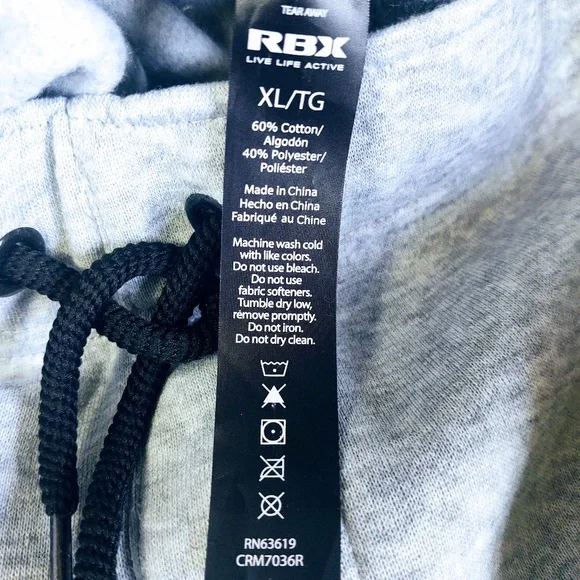 TEAR AWAY
RBX
LIVE LIFE ACTIVE
XL/TG
60% Cotton/
Algodón
40% Polyester/
Poliéster
Made in China
Hecho en China
Fabriqué au Chine
Machine wash cold
with like colors.
Do not use bleach.
Do not use
fabric softeners.
Tumble dry low,
remove promptly.
Do not iron.
Do not dry clean.
RN63619
CRM7036R